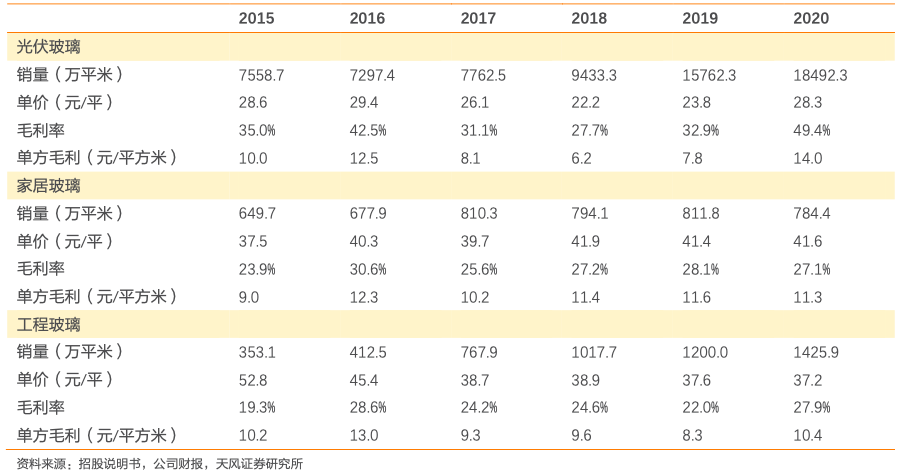 2015 2016 2017 2018 2019 2020
光伏玻璃
销量（万平米） 7558.7 7297.4 7762.5 9433.3 15762.3 18492.3
单价（元/平） 28.6 29.4 26.1 22.2 23.8 28.3
毛利率 35.0% 42.5% 31.1% 27.7% 32.9% 49.4%
单方毛利（元/平方米） 10.0 12.5 8.1 6.2 7.8 14.0
家居玻璃
销量（万平米） 649.7 677.9 810.3 794.1 811.8 784.4
单价（元/平） 37.5 40.3 39.7 41.9 41.4 41.6
毛利率 23.9% 30.6% 25.6% 27.2% 28.1% 27.1%
单方毛利（元/平方米） 9.0 12.3 10.2 11.4 11.6 11.3
工程玻璃
销量（万平米） 353.1 412.5 767.9 1017.7 1200.0 1425.9
单价（元/平） 52.8 45.4 38.7 38.9 37.6 37.2
毛利率 19.3% 28.6% 24.2% 24.6% 22.0% 27.9%
单方毛利（元/平方米） 10.2 13.0 9.3 9.6 8.3 10.4
资料来源：招股说明书，公司财报，天风证券研究所